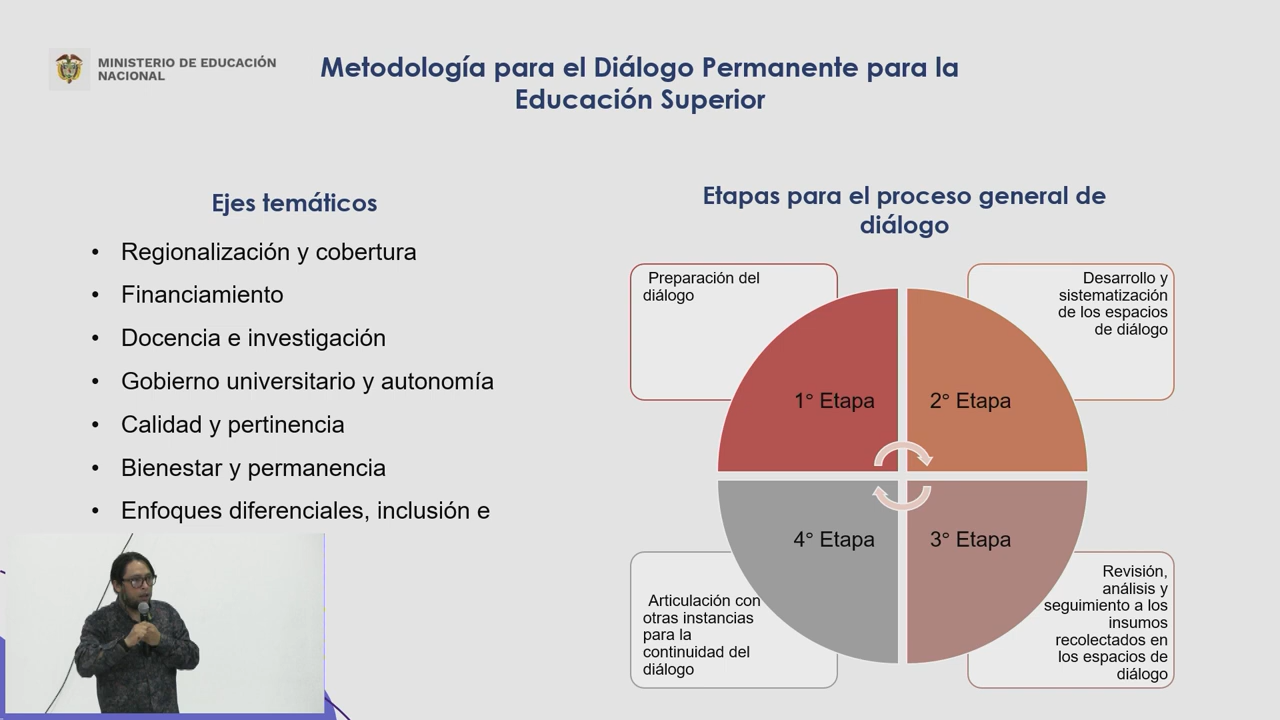 MINISTERIO DE EDUCACIÓN
NACIONAL
Metodología para el Diálogo Permanente para la
Educación Superior
Ejes temáticos
• Regionalización y cobertura
• Financiamiento
• Docencia e investigación
• Gobierno universitario y autonomía
• Calidad y pertinencia
• Bienestar y permanencia
• Enfoques diferenciales, inclusión e
Etapas para el proceso general de
diálogo
Preparación del
diálogo
Desarrollo y
sistematización
de los espacios
de diálogo
1° Etapa
2° Etapa
4° Etapa
3° Etapa
Articulación con
otras instancias
para la
continuidad del
diálogo
Revisión,
análisis y
seguimiento a los
insumos
recolectados en
los espacios de
diálogo